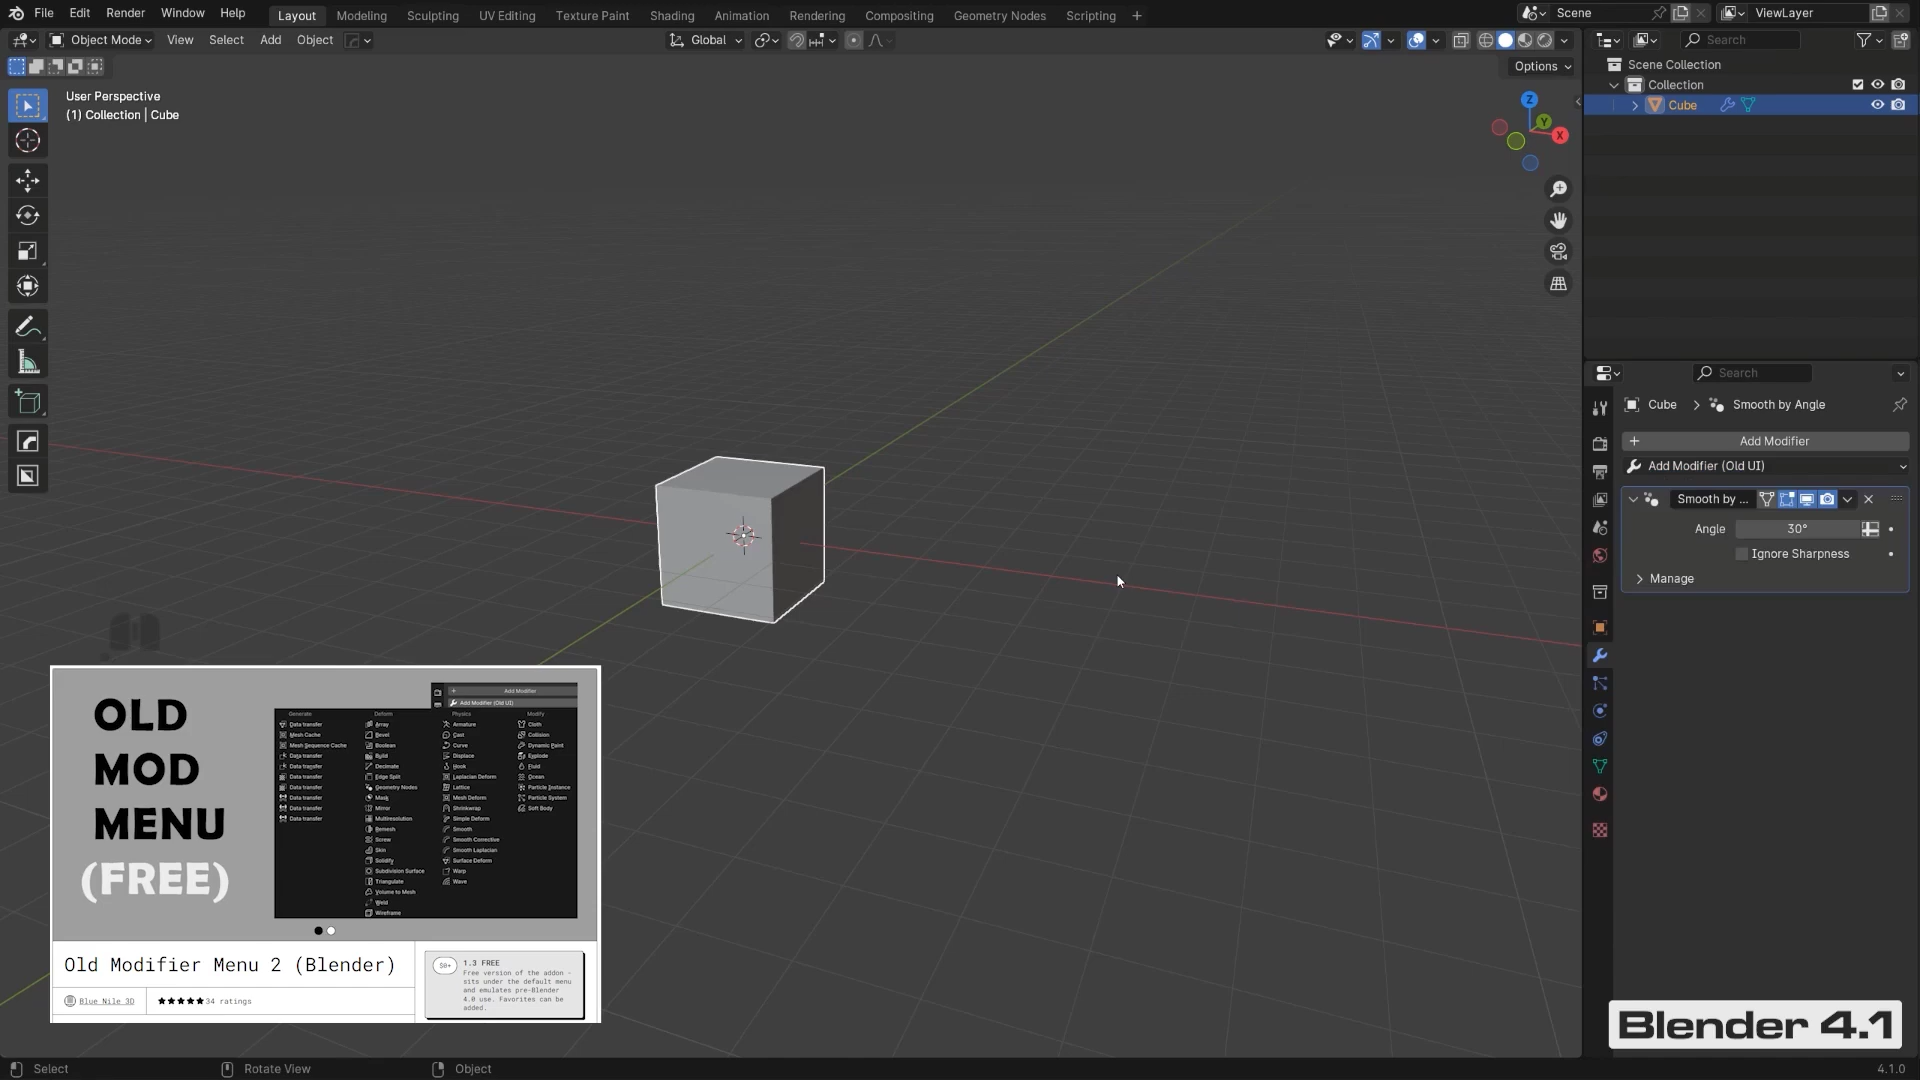 File Edit Render Window Help Layout Modeling Sculpting UV Editing Texture Paint Shading Animation Rendering Compositing Geometry Nodes Scripting + Scene ViewLayer
Object Mode View Select Add Object Global Search
Options
User Perspective
(1) Collection | Cube
Z
Y
X
Scene Collection
Collection
Cube
Search
Cube > Smooth by Angle
+ Add Modifier
Add Modifier (Old UI)
Smooth by ...
Angle 30°
Ignore Sharpness
Manage
OLD
MOD
MENU
(FREE)
+ Add Modifier
Add Modifier (Old UI)
Generate Deform Physics Modify
Data transfer Array Armature Cloth
Mesh Cache Bevel Cast Collision
Mesh Sequence Cache Boolean Curve Dynamic Paint
Data transfer Build Displace Explode
Data transfer Decimate Hook Fluid
Data transfer Edge Split Laplacian Deform Ocean
Data transfer Geometry Nodes Lattice Particle Instance
Data transfer Mask Mesh Deform Particle System
Data transfer Mirror Shrinkwrap Soft Body
Data transfer Multiresolution Simple Deform
Remesh Smooth
Screw Smooth Corrective
Skin Smooth Laplacian
Solidify Surface Deform
Subdivision Surface Warp
Triangulate Wave
Volume to Mesh
Weld
Wireframe
Old Modifier Menu 2 (Blender)
Blue Nile 3D ★★★★★ 34 ratings
$0+ 1.3 FREE
Free version of the addon -
sits under the default menu
and emulates pre-Blender
4.0 use. Favorites can be
added.
Blender 4.1
Select Rotate View Object 4.1.0